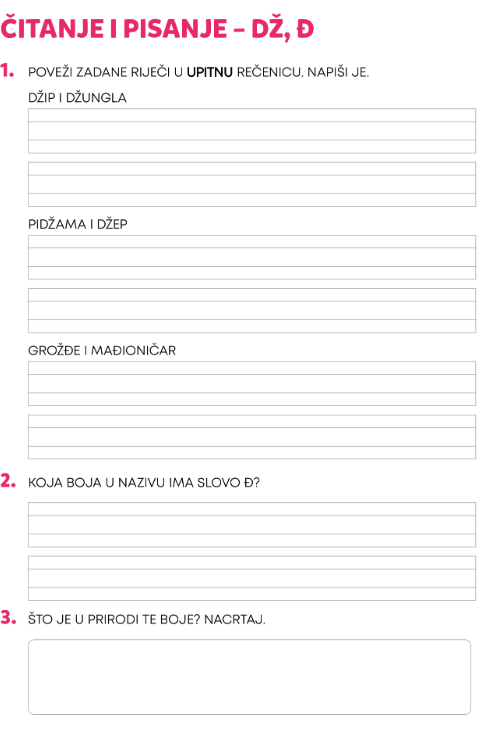 ČITANJE I PISANJE – DŽ, Đ
1. POVEŽI ZADANE RIJEČI U UPITNU REČENICU. NAPIŠI JE.
DŽIP I DŽUNGLA
PIDŽAMA I DŽEP
GROŽĐE I MAĐIONIČAR
2. KOJA BOJA U NAZIVU IMA SLOVO Đ?
3. ŠTO JE U PRIRODI TE BOJE? NACRTAJ.